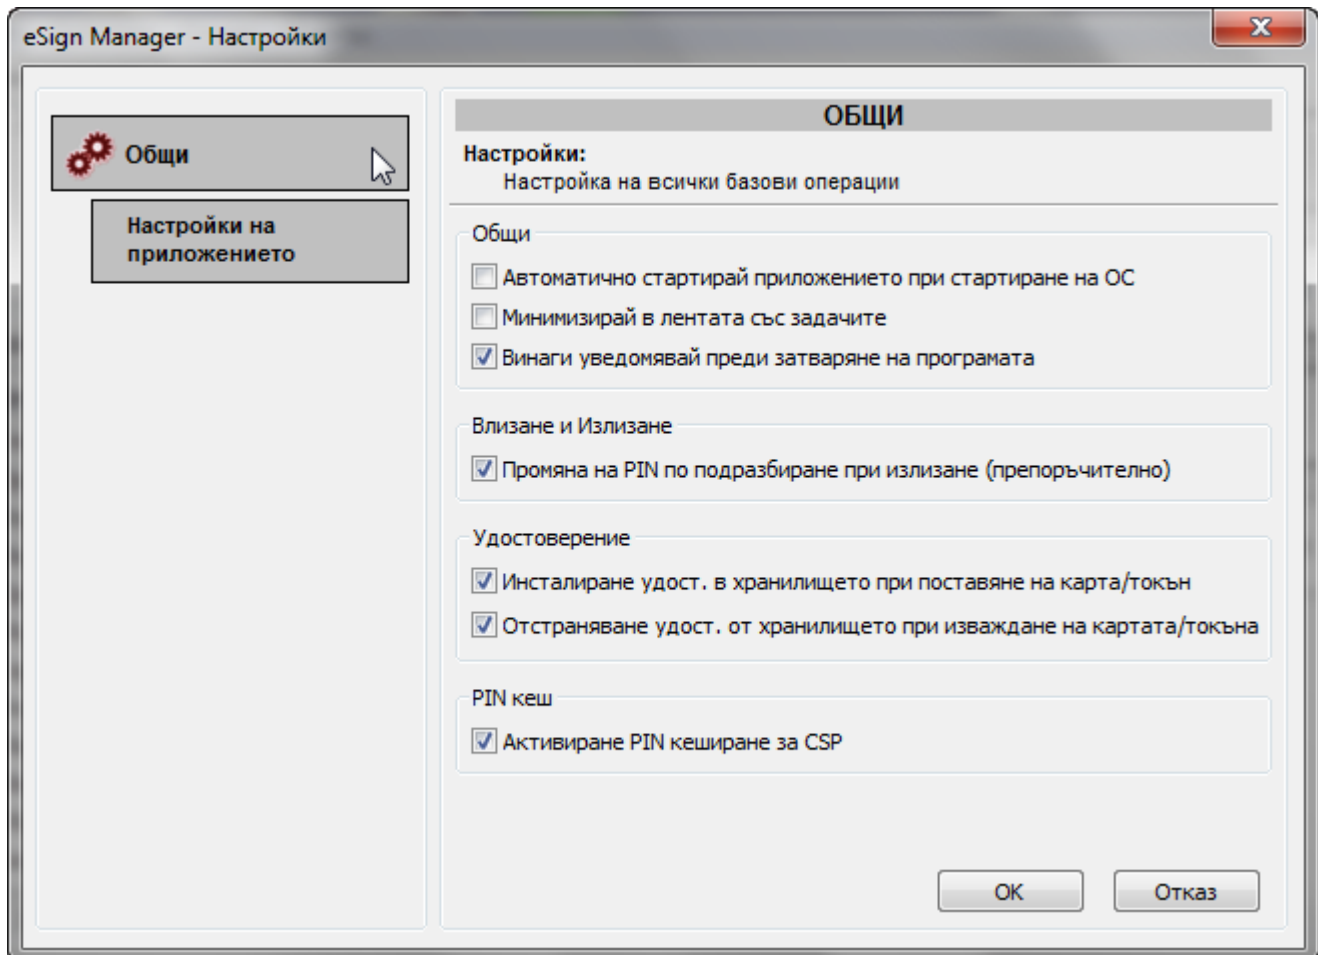 eSign Manager - Настройки
Общи
Настройки на
приложението
ОБЩИ
Настройки:
Настройка на всички базови операции
Общи
Автоматично стартирай приложението при стартиране на ОС
Минимизирай в лентата със задачите
Винаги уведомявай преди затваряне на програмата
Влизане и Излизане
Промяна на PIN по подразбиране при излизане (препоръчително)
Удостоверение
Инсталиране удост. в хранилището при поставяне на карта/токън
Отстраняване удост. от хранилището при изваждане на картата/токъна
PIN кеш
Активиране PIN кеширане за CSP
OK
Отказ